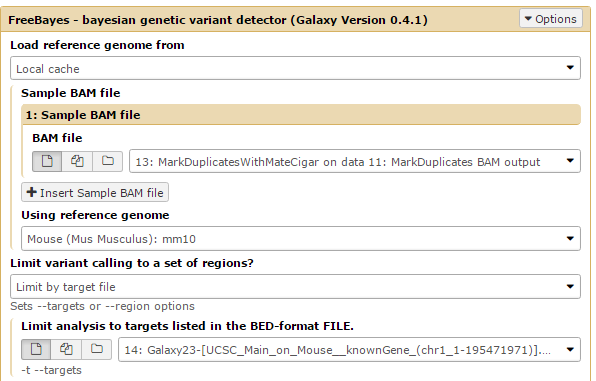 FreeBayes - bayesian genetic variant detector (Galaxy Version 0.4.1)
Options
Load reference genome from
Local cache
Sample BAM file
1: Sample BAM file
BAM file
13: MarkDuplicatesWithMateCigar on data 11: MarkDuplicates BAM output
Insert Sample BAM file
Using reference genome
Mouse (Mus Musculus): mm10
Limit variant calling to a set of regions?
Limit by target file
Sets --targets or --region options
Limit analysis to targets listed in the BED-format FILE.
14: Galaxy23-[UCSC_Main_on_Mouse__knownGene_(chr1_1-195471971)]....
-t --targets